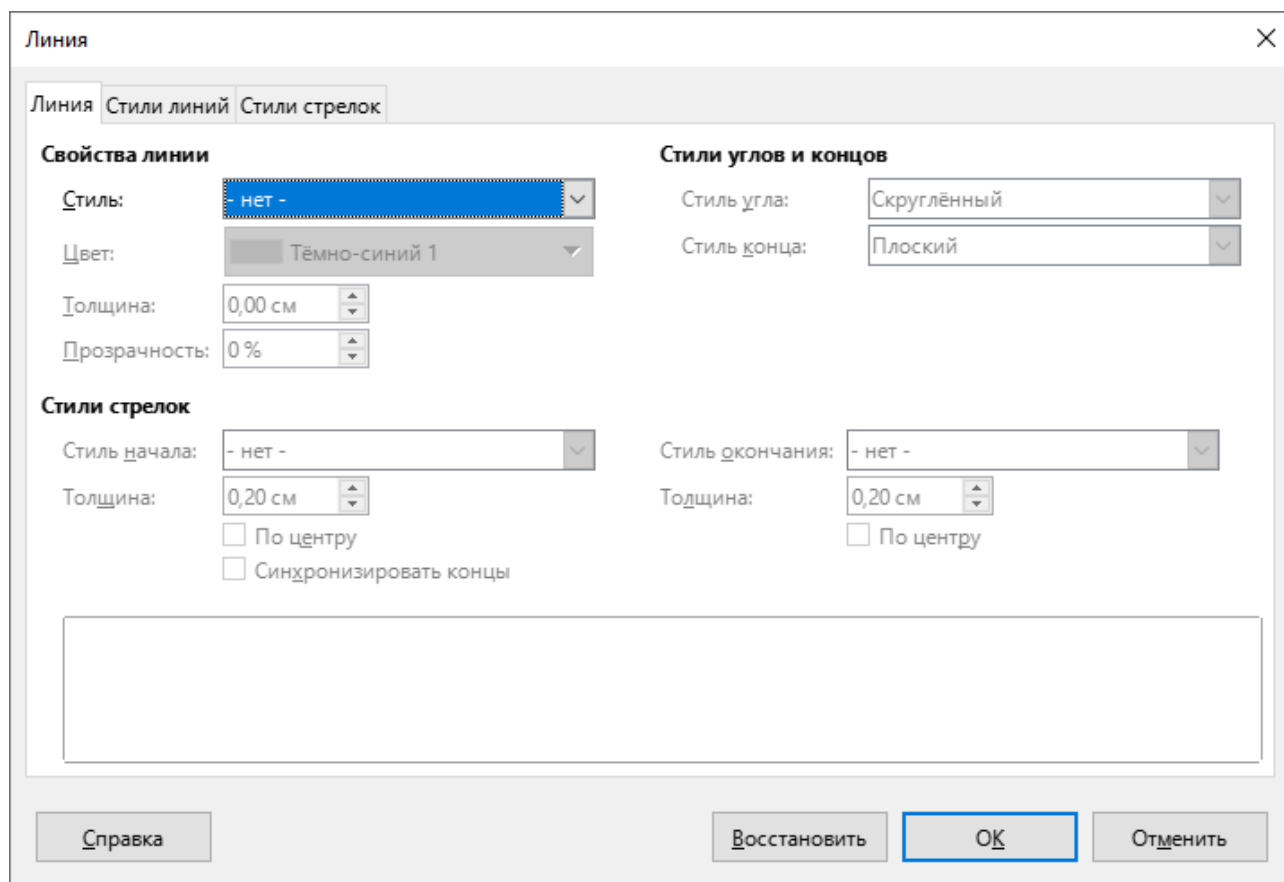 Линия
Линия Стили линий Стили стрелок
Свойства линии
Стиль: - нет -
Цвет: Тёмно-синий 1
Толщина: 0,00 см
Прозрачность: 0 %
Стили углов и концов
Стиль угла: Скруглённый
Стиль конца: Плоский
Стили стрелок
Стиль начала: - нет -
Толщина: 0,20 см
По центру
Синхронизировать концы
Стиль окончания: - нет -
Толщина: 0,20 см
По центру
Справка Восстановить OK Отменить